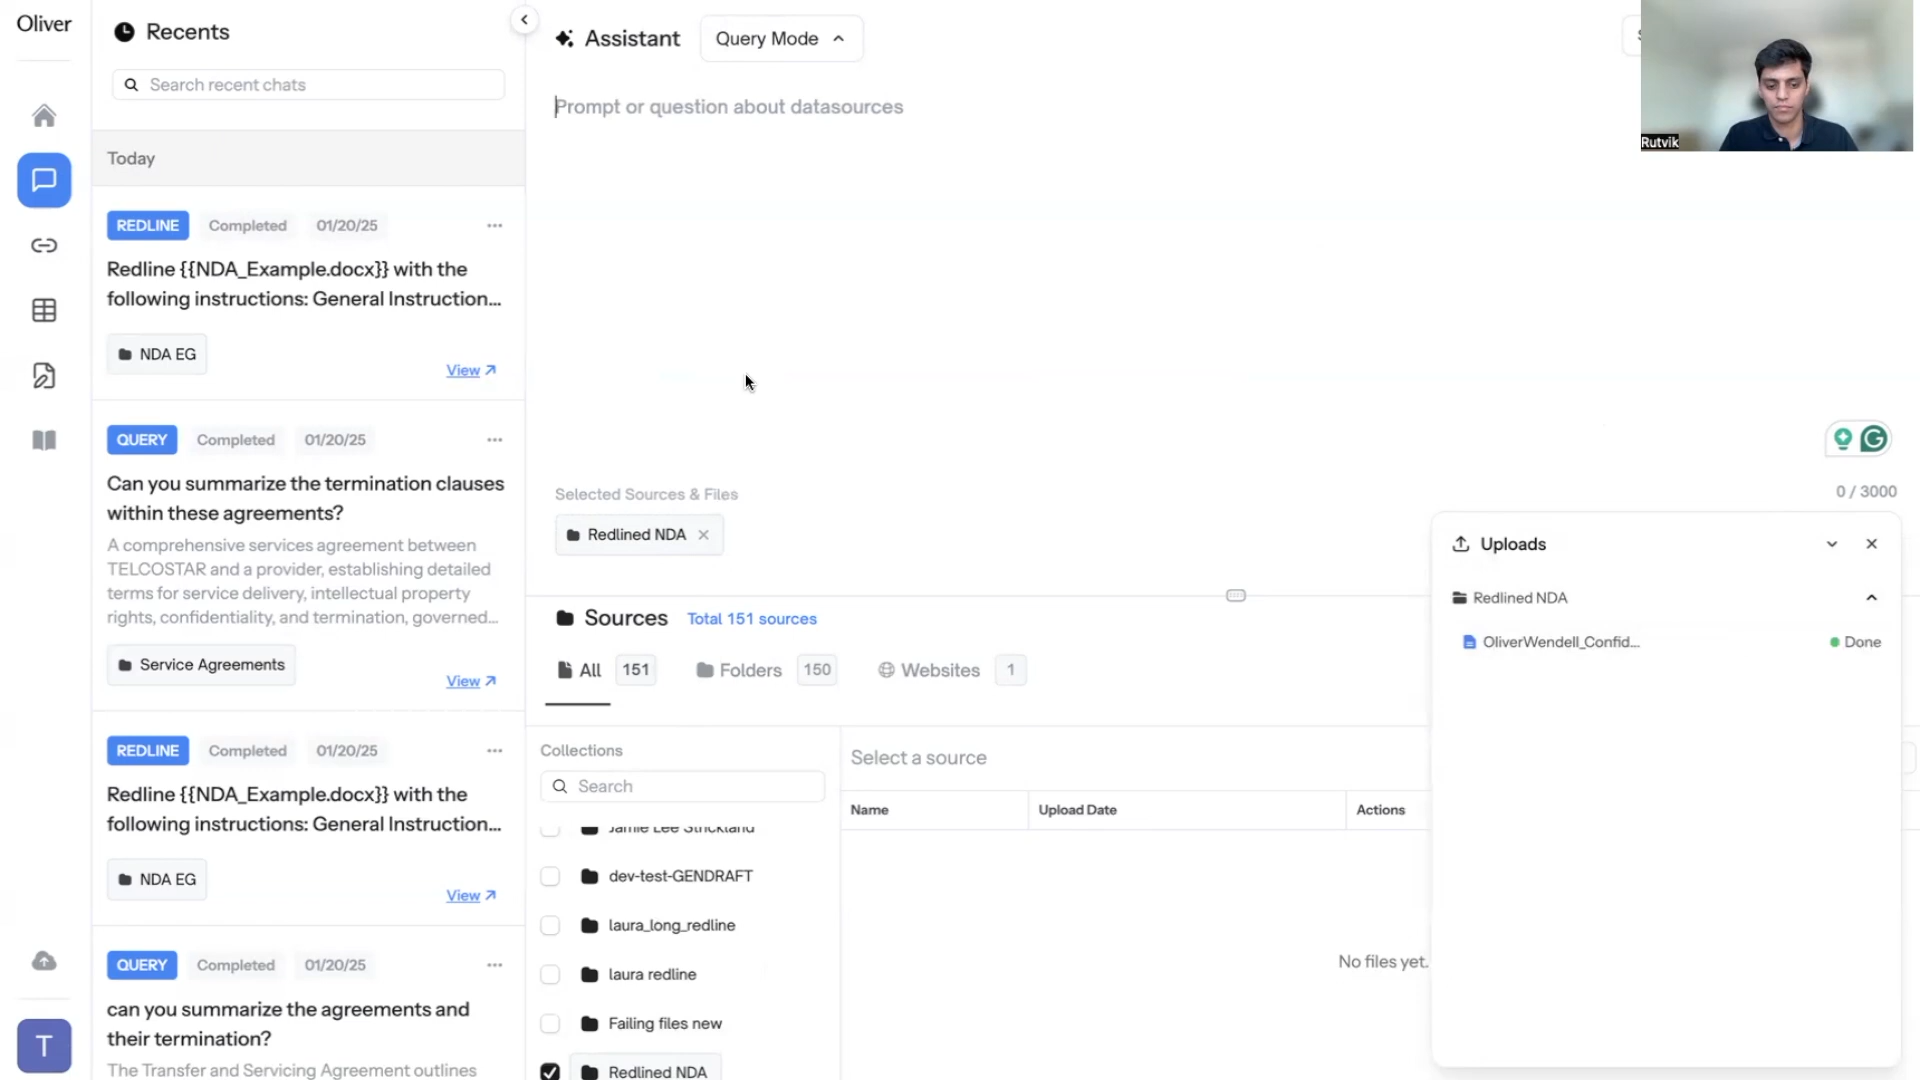 Oliver
Recents
Search recent chats
Today
REDLINE Completed 01/20/25
Redline {{NDA_Example.docx}} with the
following instructions: General Instruction...
NDA EG
View
QUERY Completed 01/20/25
Can you summarize the termination clauses
within these agreements?
A comprehensive services agreement between
TELCOSTAR and a provider, establishing detailed
terms for service delivery, intellectual property
rights, confidentiality, and termination, governed...
Service Agreements
View
REDLINE Completed 01/20/25
Redline {{NDA_Example.docx}} with the
following instructions: General Instruction...
NDA EG
View
QUERY Completed 01/20/25
can you summarize the agreements and
their termination?
The Transfer and Servicing Agreement outlines
T
Assistant Query Mode
Prompt or question about datasources
Rutvik
0 / 3000
Selected Sources & Files
Redlined NDA
Sources Total 151 sources
All 151 Folders 150 Websites 1
Collections
Search
Jamie Lee Strickland
dev-test-GENDRAFT
laura_long_redline
laura redline
Failing files new
Redlined NDA
Select a source
Name Upload Date Actions
No files yet.
Uploads
Redlined NDA
OliverWendell_Confid... Done